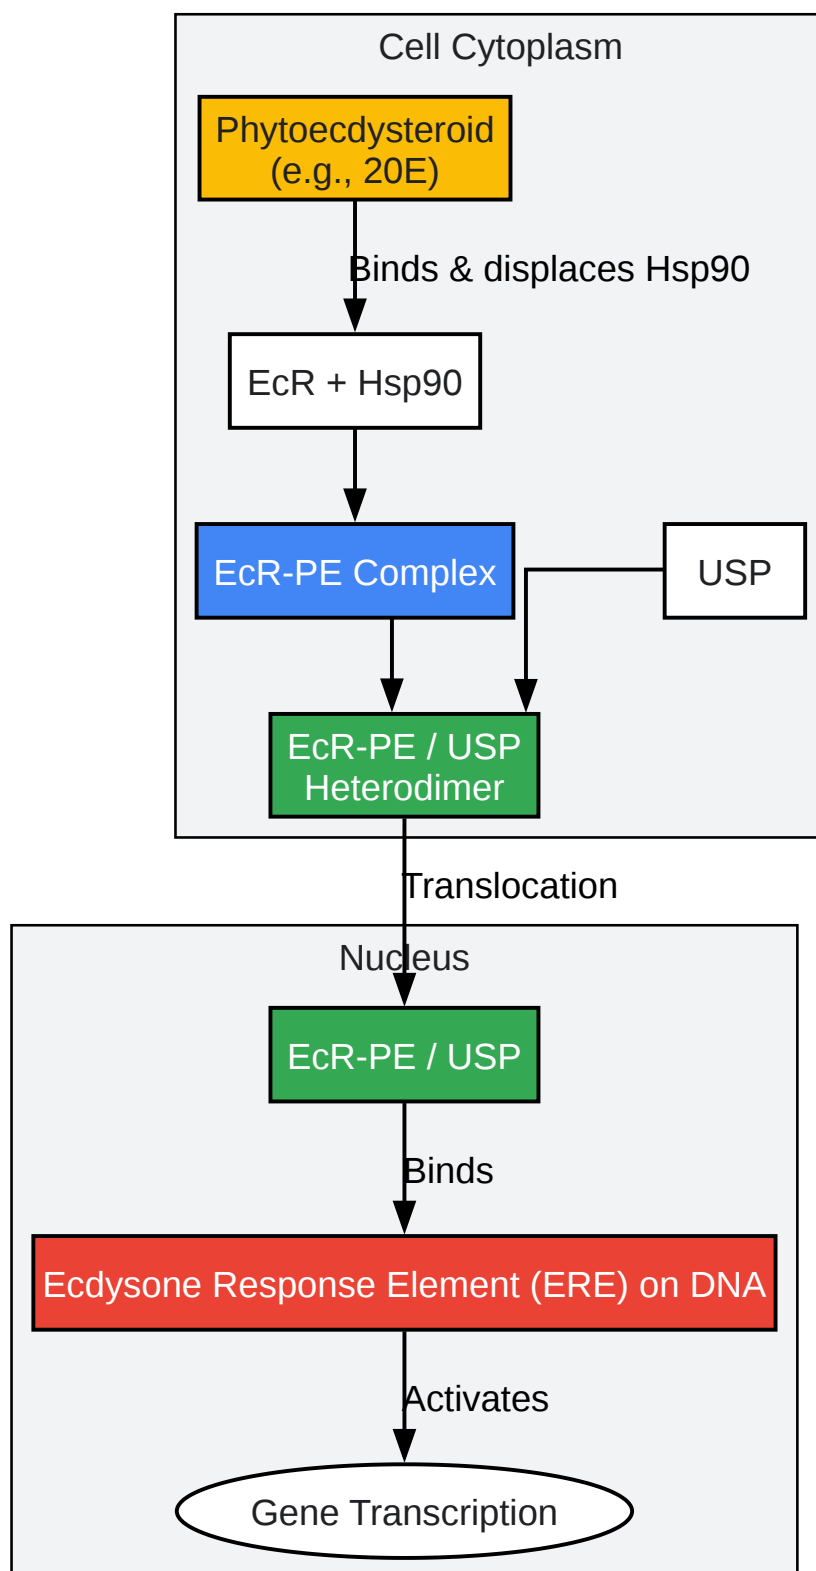 Cell Cytoplasm
Phytoecdysteroid
(e.g., 20E)
Binds & displaces Hsp90
EcR + Hsp90
EcR-PE Complex
USP
EcR-PE / USP
Heterodimer
Translocation
Nucleus
EcR-PE / USP
Binds
Ecdysone Response Element (ERE) on DNA
Activates
Gene Transcription